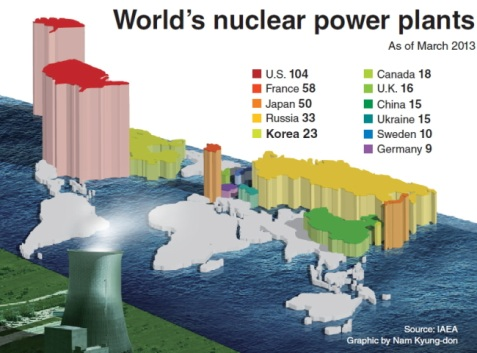 World's nuclear power plants
As of March 2013
U.S. 104
France 58
Japan 50
Russia 33
Korea 23
Canada 18
U.K. 16
China 15
Ukraine 15
Sweden 10
Germany 9
Source: IAEA
Graphic by Nam Kyung-don